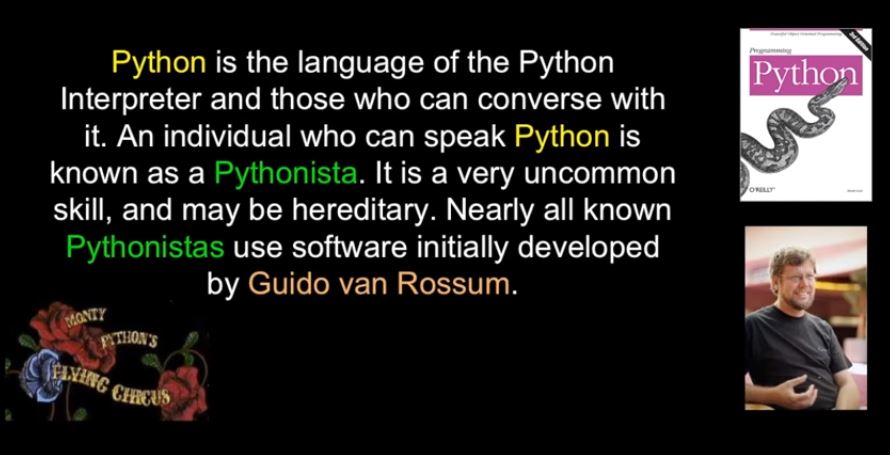 Python is the language of the Python
Interpreter and those who can converse with
it. An individual who can speak Python is
known as a Pythonista. It is a very uncommon
skill, and may be hereditary. Nearly all known
Pythonistas use software initially developed
by Guido van Rossum.
MONTY
PYTHON'S
FLYING CIRCUS
Powerful Object-Oriented Programming
3rd Edition
Programming
Python
O'REILLY